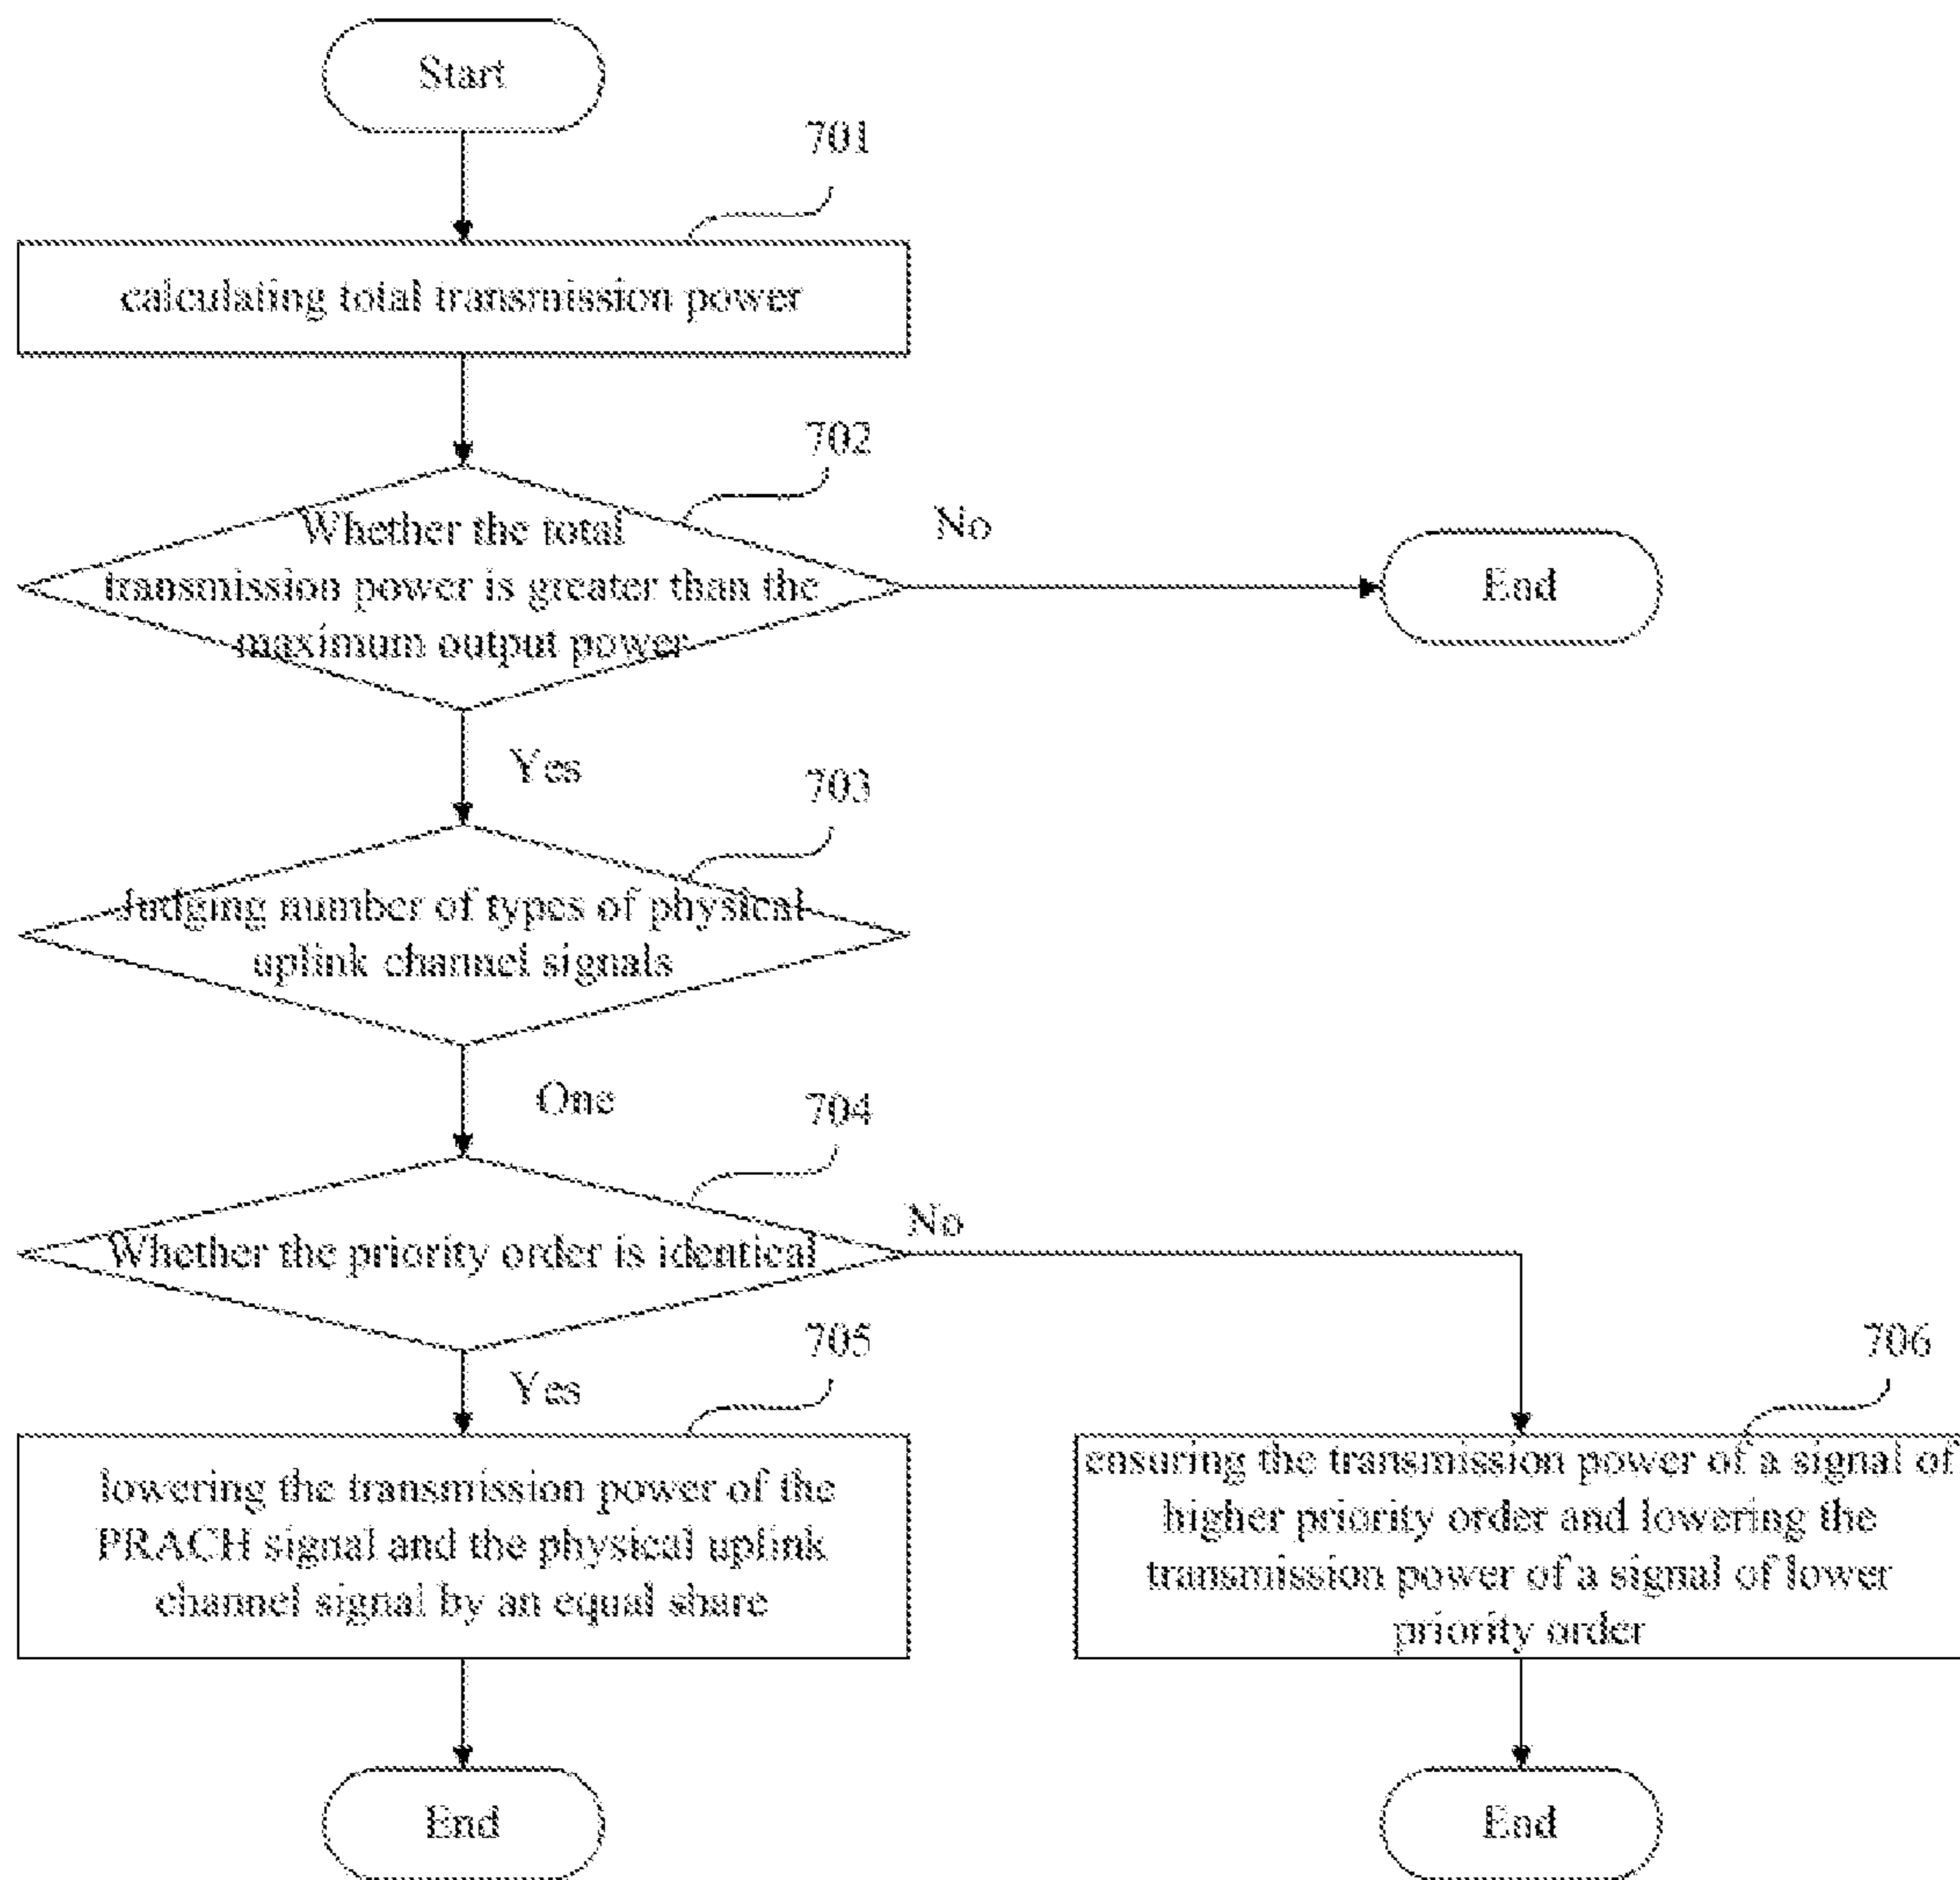 Start
701
calculating total transmission power
702
Whether the total
transmission power is greater than the
maximum output power
No
End
Yes
703
Judging number of types of physical
uplink channel signals
One
704
Whether the priority order is identical
No
Yes
705
lowering the transmission power of the
PRACH signal and the physical uplink
channel signal by an equal share
706
ensuring the transmission power of a signal of
higher priority order and lowering the
transmission power of a signal of lower
priority order
End
End